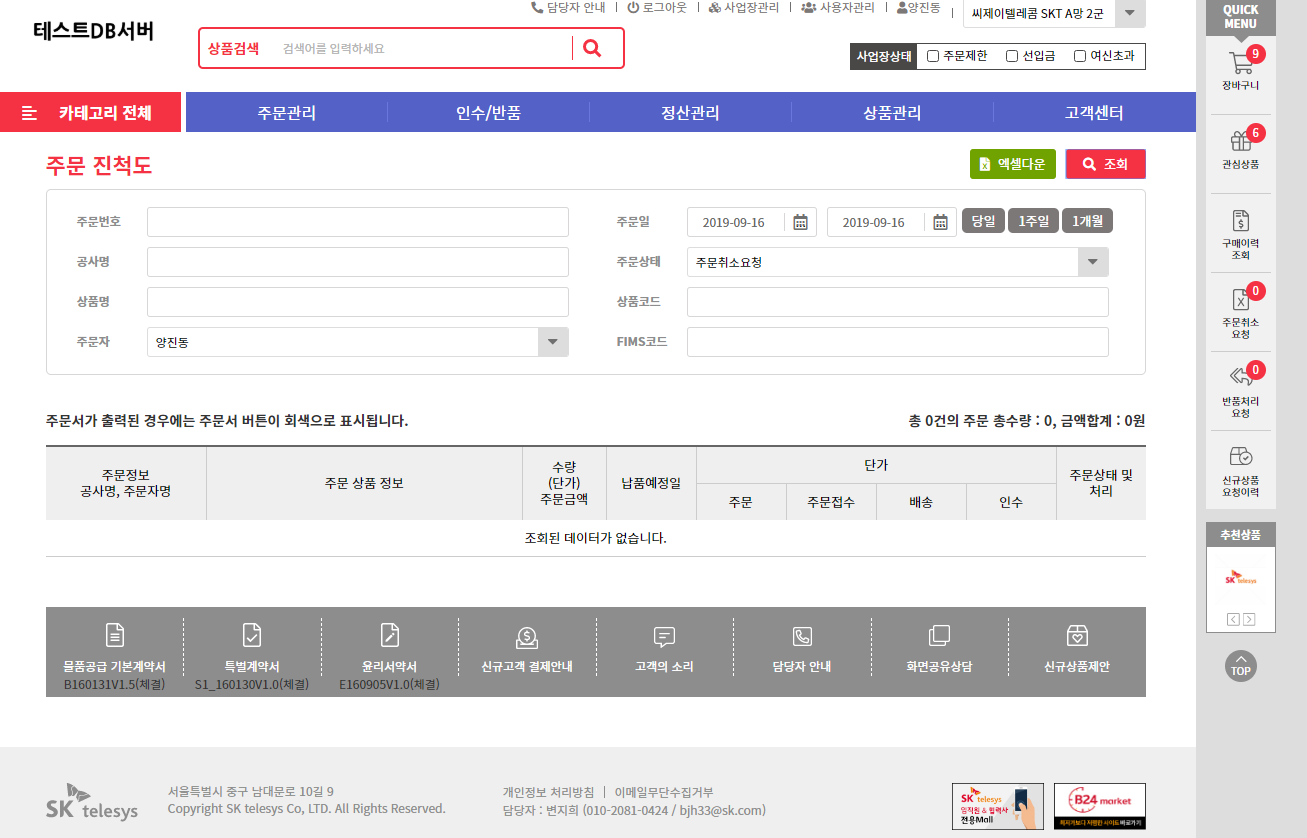 담당자 안내 | 로그아웃 | 사업장관리 | 사용자관리 | 양진동 | 씨제이텔레콤 SKT A망 2군
테스트DB서버
상품검색 검색어를 입력하세요
사업장상태 주문제한 선입금 여신초과
카테고리 전체 주문관리 인수/반품 정산관리 상품관리 고객센터
주문 진척도
엑셀다운 조회
주문번호
주문일 2019-09-16 2019-09-16 당일 1주일 1개월
공사명
주문상태 주문취소요청
상품명
상품코드
주문자 양진동
FIMS코드
주문서가 출력된 경우에는 주문서 버튼이 회색으로 표시됩니다.
총 0건의 주문 총수량 : 0, 금액합계 : 0원
주문정보
공사명, 주문자명
주문 상품 정보
수량
(단가)
주문금액
납품예정일
단가
주문 주문접수 배송 인수
주문상태 및
처리
조회된 데이터가 없습니다.
물품공급 기본계약서
B160131V1.5(체결)
특별계약서
S1_160130V1.0(체결)
윤리서약서
E160905V1.0(체결)
신규고객 결제안내
고객의 소리
담당자 안내
화면공유상담
신규상품제안
SK telesys
서울특별시 중구 남대문로 10길 9
Copyright SK telesys Co, LTD. All Rights Reserved.
개인정보 처리방침 | 이메일무단수집거부
담당자 : 변지희 (010-2081-0424 / bjh33@sk.com)
SK telesys
임직원 & 협력사
전용Mall
B24 market
QUICK
MENU
9
장바구니
6
관심상품
구매이력
조회
0
주문취소
요청
0
반품처리
요청
신규상품
요청이력
추천상품
SK telesys
TOP